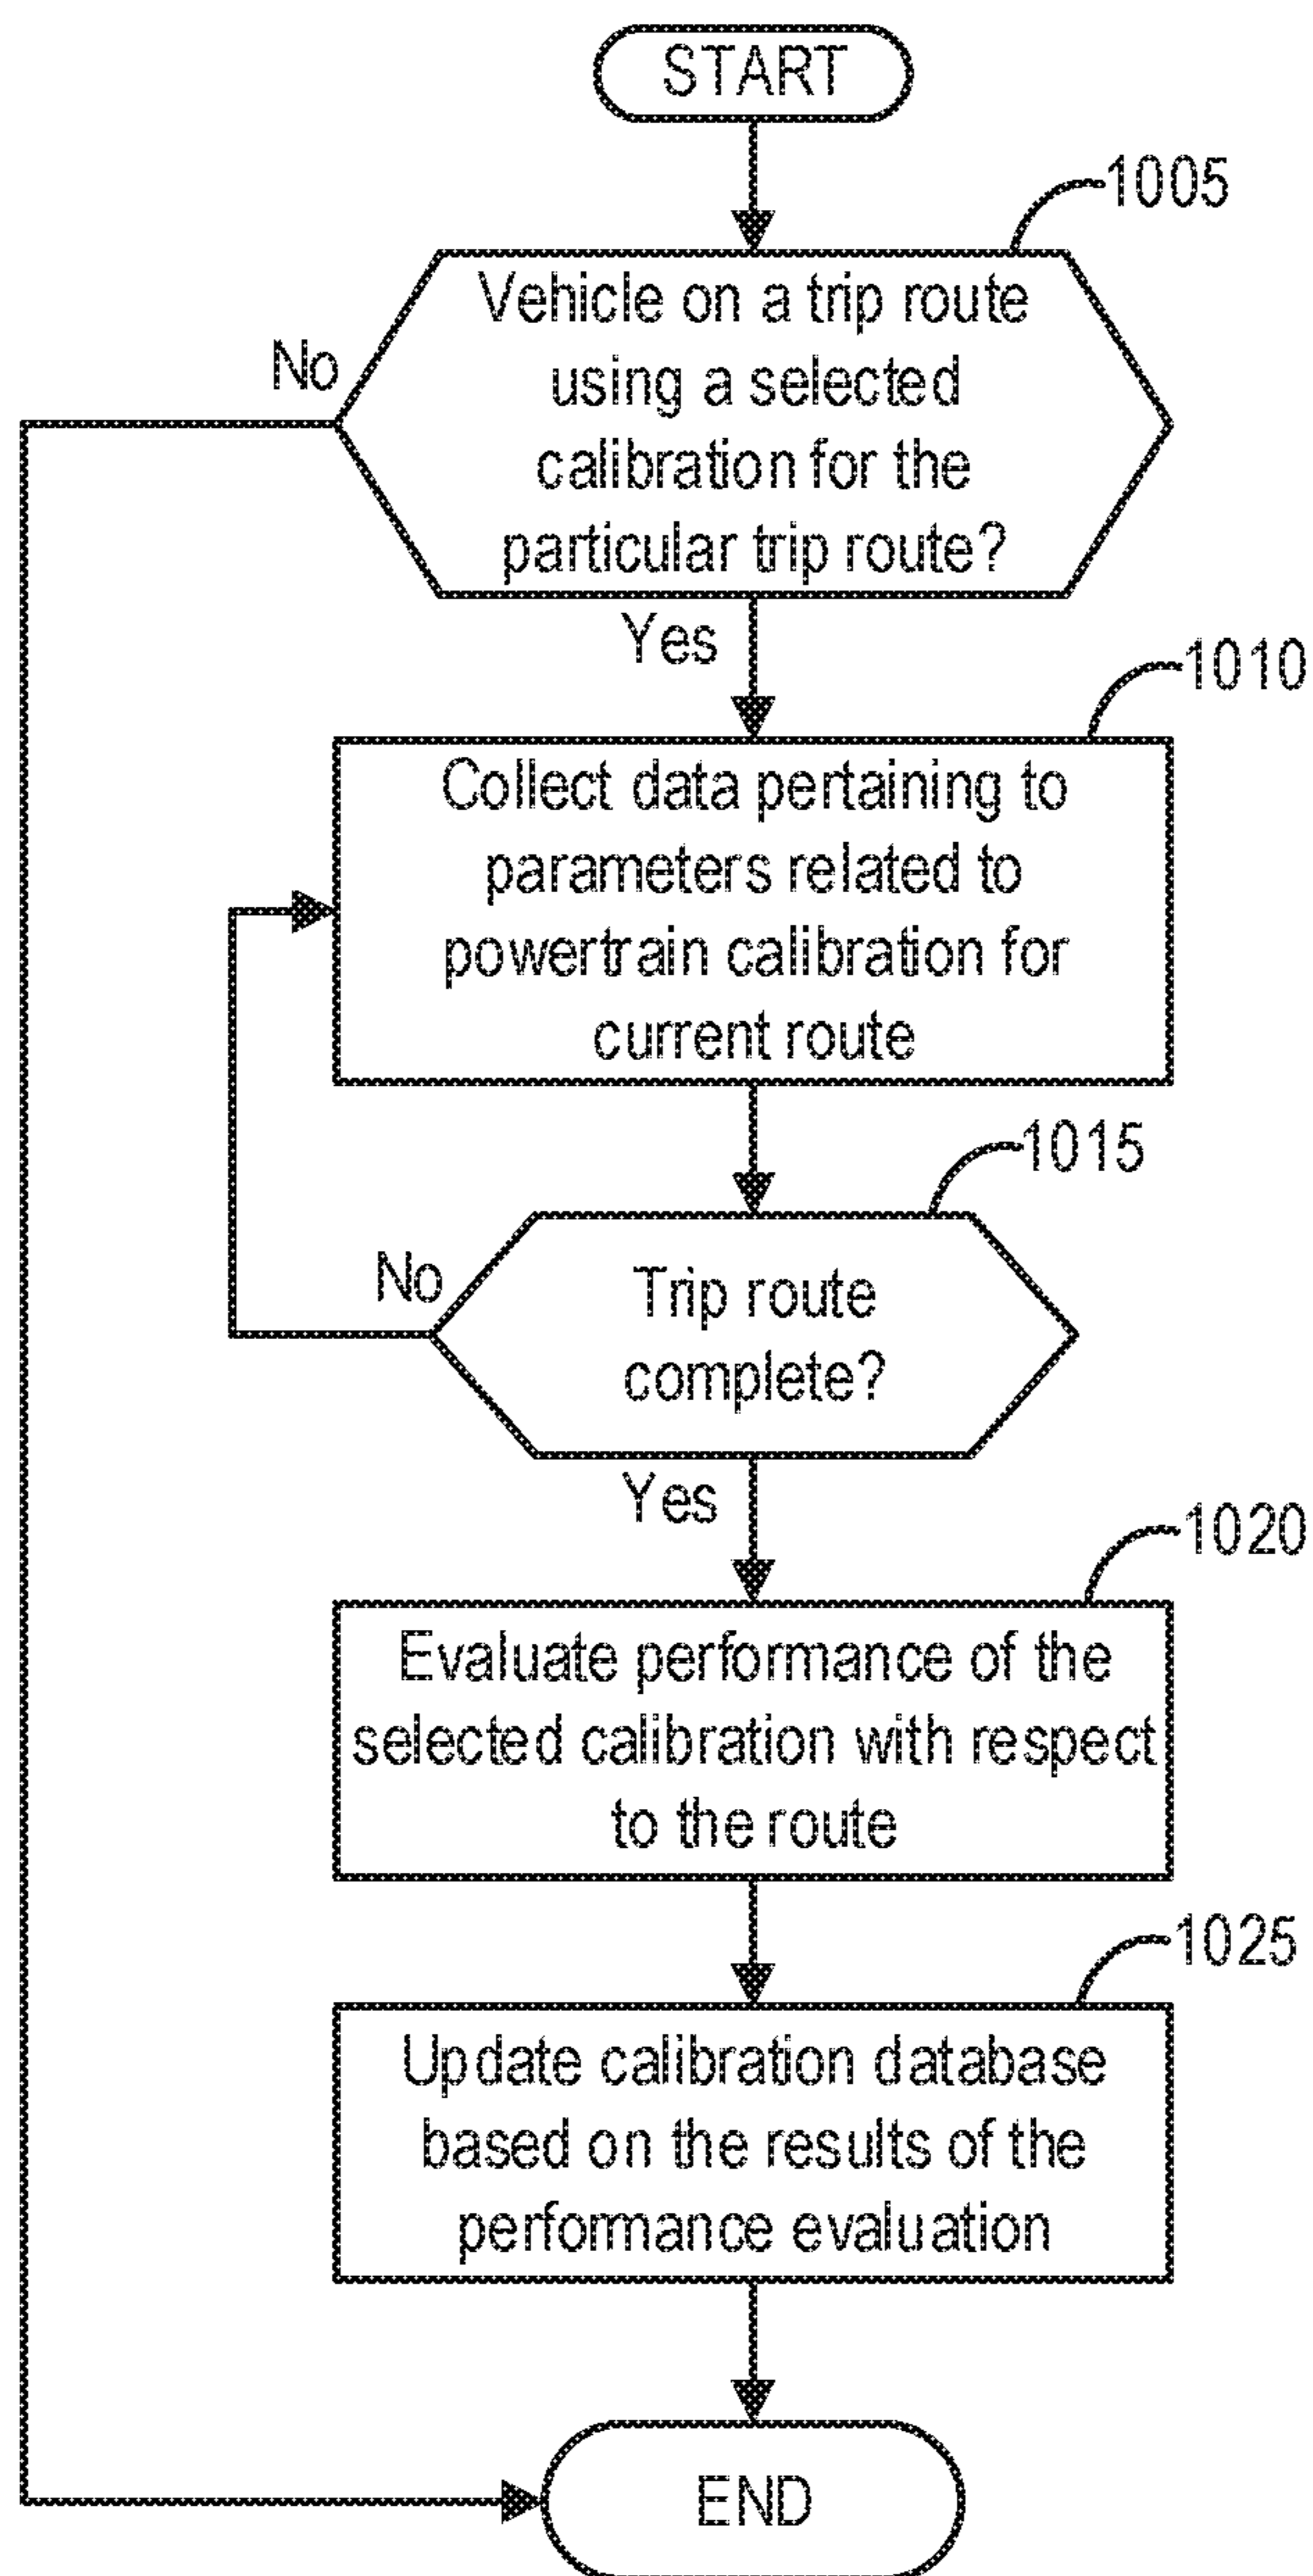 START
1005
Vehicle on a trip route
using a selected
calibration for the
particular trip route?
No
Yes
1010
Collect data pertaining to
parameters related to
powertrain calibration for
current route
1015
No
Trip route
complete?
Yes
1020
Evaluate performance of the
selected calibration with respect
to the route
1025
Update calibration database
based on the results of the
performance evaluation
END